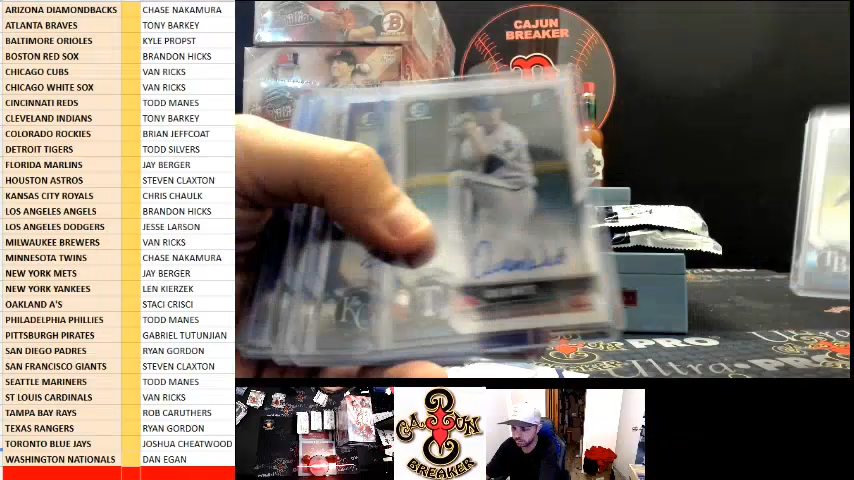 ARIZONA DIAMONDBACKS CHASE NAKAMURA
ATLANTA BRAVES TONY BARKEY
BALTIMORE ORIOLES KYLE PROPST
BOSTON RED SOX BRANDON HICKS
CHICAGO CUBS VAN RICKS
CHICAGO WHITE SOX VAN RICKS
CINCINNATI REDS TODD MANES
CLEVELAND INDIANS TONY BARKEY
COLORADO ROCKIES BRIAN JEFFCOAT
DETROIT TIGERS TODD SILVERS
FLORIDA MARLINS JAY BERGER
HOUSTON ASTROS STEVEN CLAXTON
KANSAS CITY ROYALS CHRIS CHAULK
LOS ANGELES ANGELS BRANDON HICKS
LOS ANGELES DODGERS JESSE LARSON
MILWAUKEE BREWERS VAN RICKS
MINNESOTA TWINS CHASE NAKAMURA
NEW YORK METS JAY BERGER
NEW YORK YANKEES LEN KIERZEK
OAKLAND A'S STACI CRISCI
PHILADELPHIA PHILLIES TODD MANES
PITTSBURGH PIRATES GABRIEL TUTUNJIAN
SAN DIEGO PADRES RYAN GORDON
SAN FRANCISCO GIANTS STEVEN CLAXTON
SEATTLE MARINERS TODD MANES
ST LOUIS CARDINALS VAN RICKS
TAMPA BAY RAYS ROB CARUTHERS
TEXAS RANGERS RYAN GORDON
TORONTO BLUE JAYS JOSHUA CHEATWOOD
WASHINGTON NATIONALS DAN EGAN
CAJUN
BREAKER
PRO
Ultra PRO
CAJUN
BREAKER